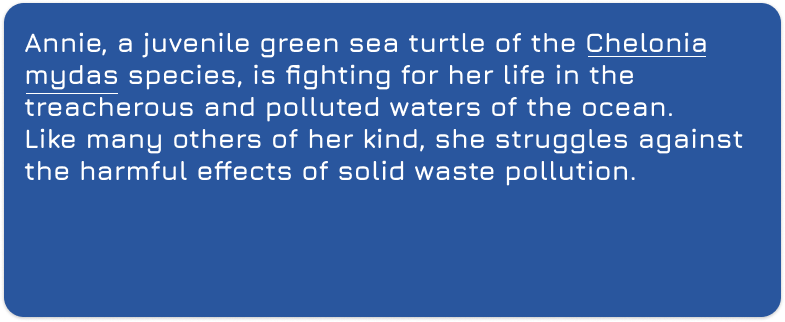 Annie, a juvenile green sea turtle of the Chelonia
mydas species, is fighting for her life in the
treacherous and polluted waters of the ocean.
Like many others of her kind, she struggles against
the harmful effects of solid waste pollution.